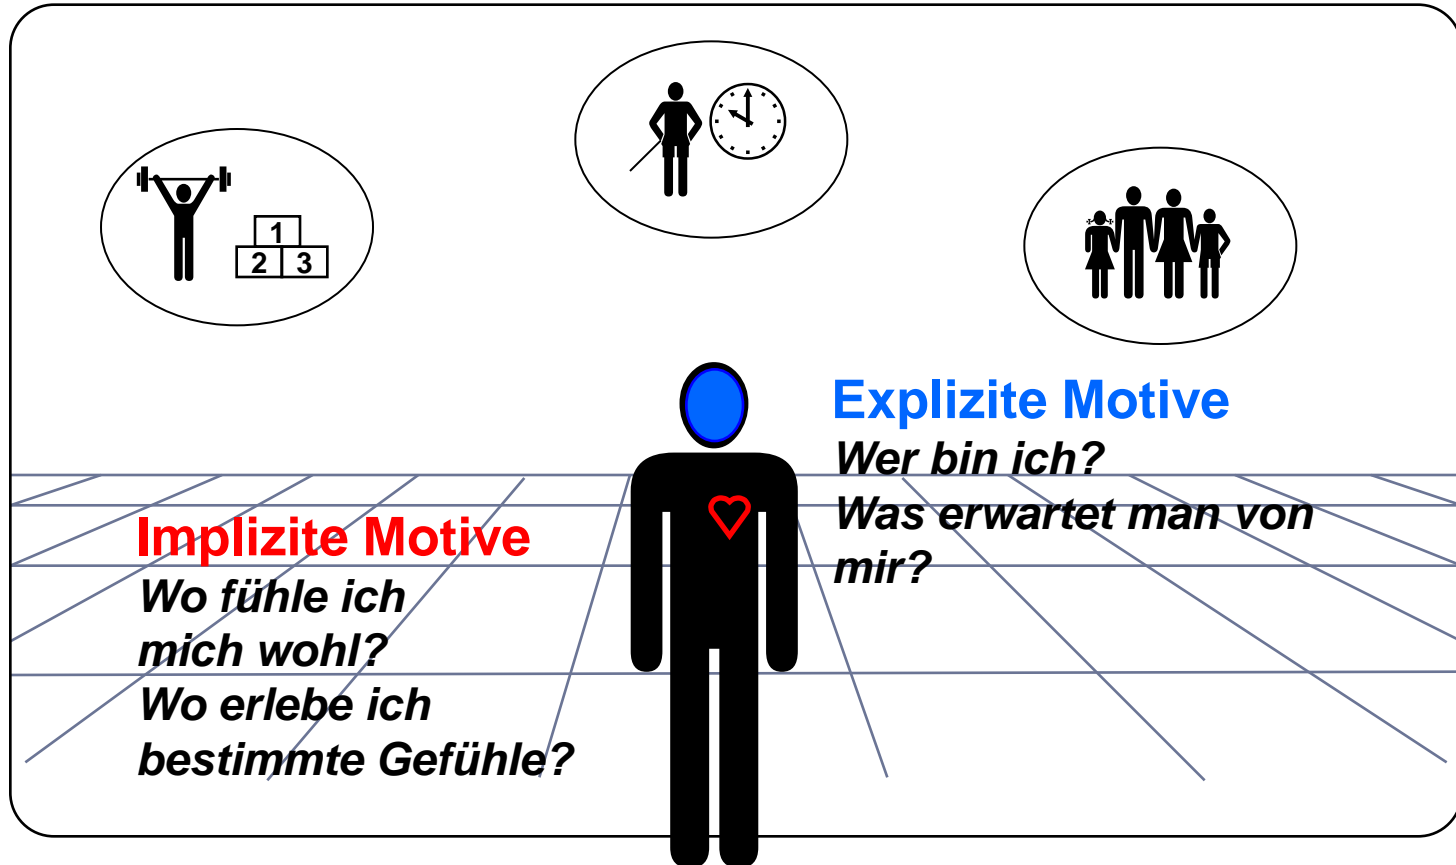 1
2 3
Explizite Motive
Wer bin ich?
Was erwartet man von
mir?
Implizite Motive
Wo fühle ich
mich wohl?
Wo erlebe ich
bestimmte Gefühle?